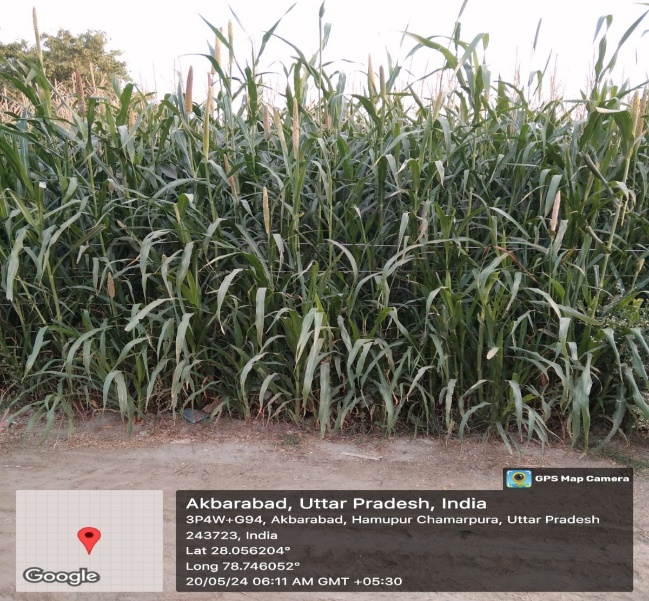 GPS Map Camera
Akbarabad, Uttar Pradesh, India
3P4W+G94, Akbarabad, Hamupur Chamarpura, Uttar Pradesh
243723, India
Lat 28.056204°
Long 78.746052°
20/05/24 06:11 AM GMT +05:30
Google